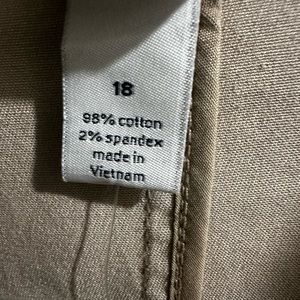 18
98% cotton
2% spandex
made in
Vietnam